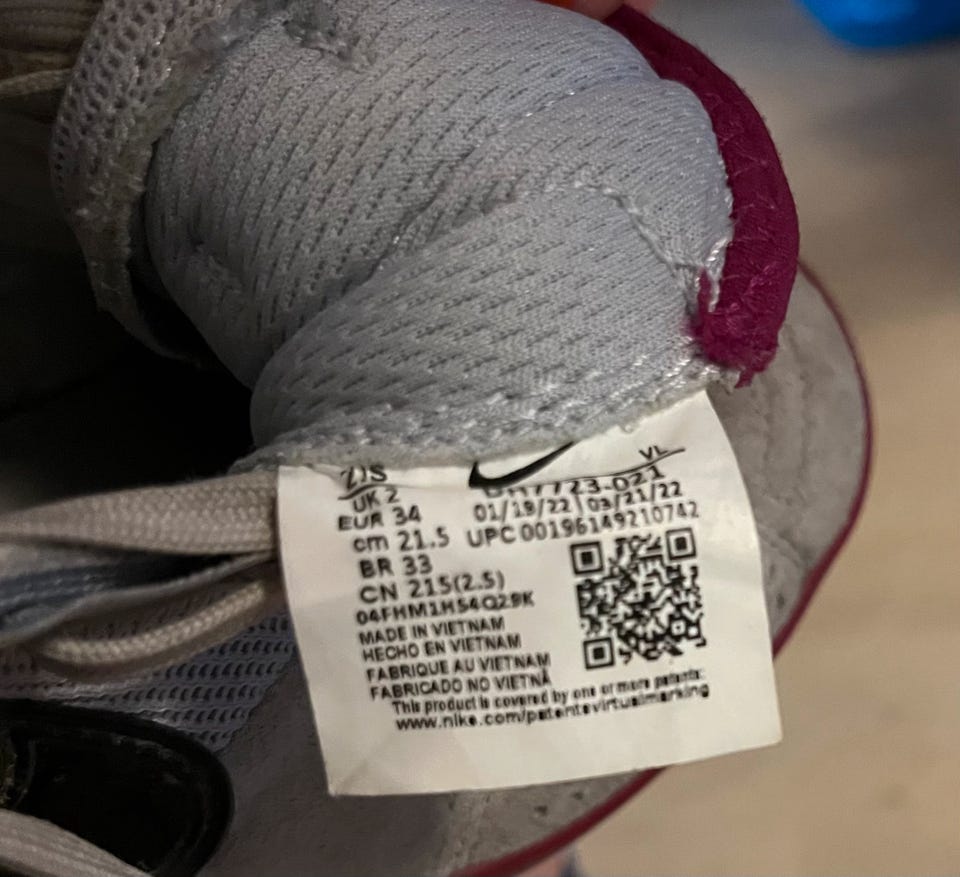 VL
UK 2
EUR 34
01/19/22 | 03/21/22
cm 21.5
UPC 00196149210742
BR 33
CN 215(2.5)
04FHM1H54Q29K
MADE IN VIETNAM
HECHO EN VIETNAM
FABRIQUE AU VIETNAM
FABRICADO NO VIETNÃ
This product is covered by one or more patents:
www.nike.com/patentsvirtualmarking